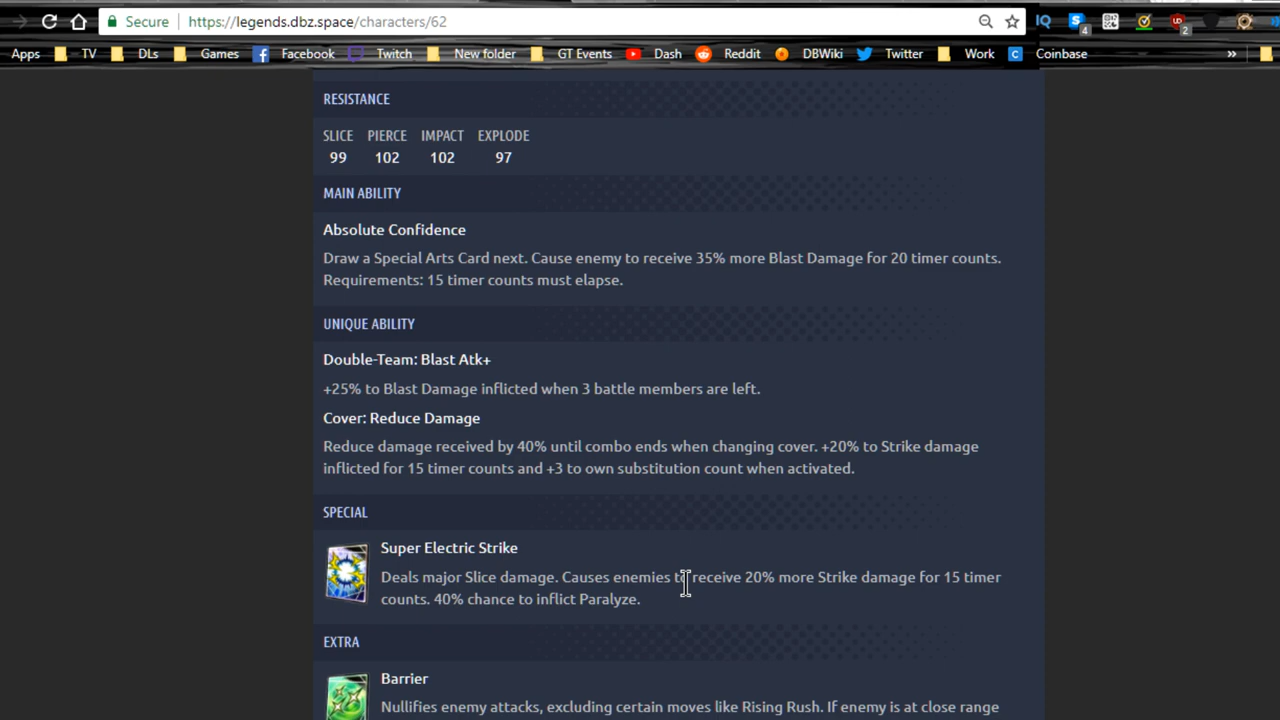 Secure https://legends.dbz.space/characters/62 4 2
Apps TV DLs Games Facebook Twitch New folder GT Events Dash Reddit DBWiki Twitter Work Coinbase »
RESISTANCE
SLICE PIERCE IMPACT EXPLODE
99 102 102 97
MAIN ABILITY
Absolute Confidence
Draw a Special Arts Card next. Cause enemy to receive 35% more Blast Damage for 20 timer counts.
Requirements: 15 timer counts must elapse.
UNIQUE ABILITY
Double-Team: Blast Atk+
+25% to Blast Damage inflicted when 3 battle members are left.
Cover: Reduce Damage
Reduce damage received by 40% until combo ends when changing cover. +20% to Strike damage
inflicted for 15 timer counts and +3 to own substitution count when activated.
SPECIAL
Super Electric Strike
Deals major Slice damage. Causes enemies to receive 20% more Strike damage for 15 timer
counts. 40% chance to inflict Paralyze.
EXTRA
Barrier
Nullifies enemy attacks, excluding certain moves like Rising Rush. If enemy is at close range